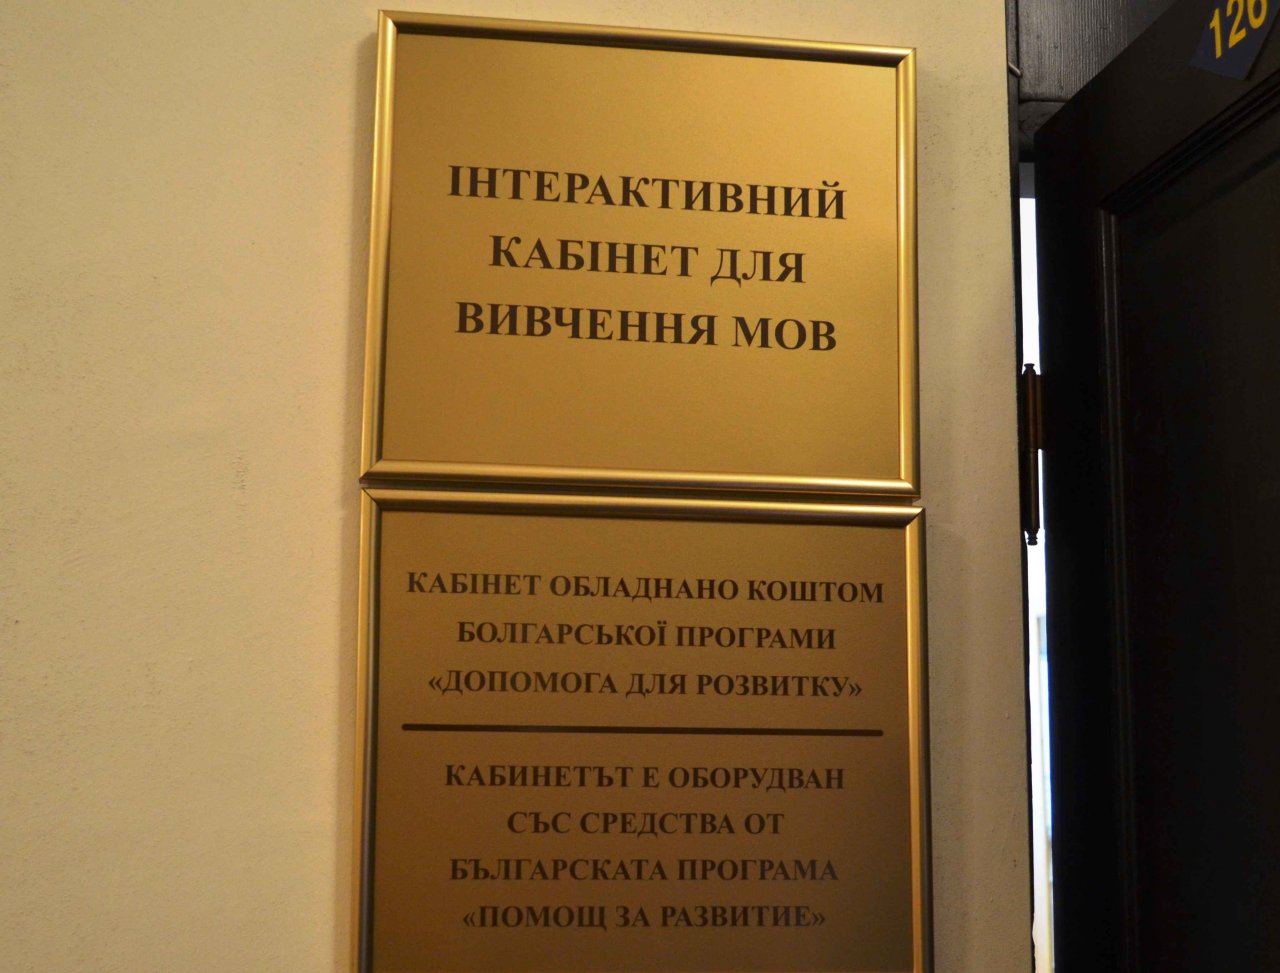 126
ІНТЕРАКТИВНИЙ
КАБІНЕТ ДЛЯ
ВИВЧЕННЯ МОВ
КАБІНЕТ ОБЛАДНАНО КОШТОМ
БОЛГАРСЬКОЇ ПРОГРАМИ
«ДОПОМОГА ДЛЯ РОЗВИТКУ»
КАБИНЕТЪТ Е ОБОРУДВАН
СЪС СРЕДСТВА ОТ
БЪЛГАРСКАТА ПРОГРАМА
«ПОМОЩ ЗА РАЗВИТИЕ»